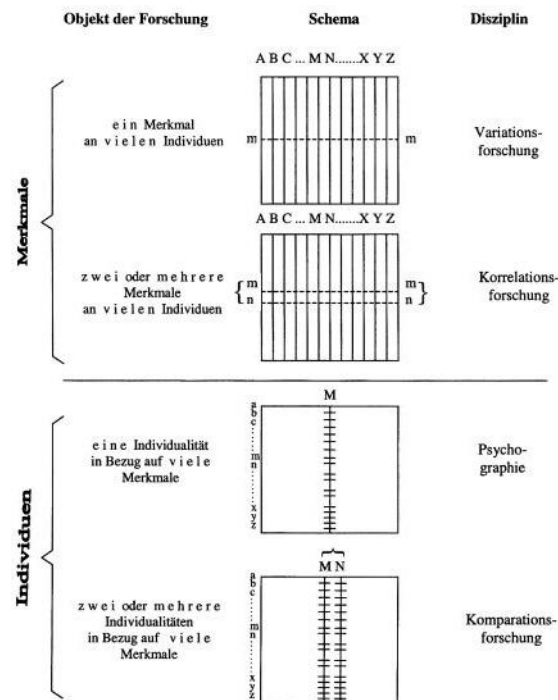 Objekt der Forschung Schema Disziplin
A B C ... M N.......X Y Z
e i n Merkmal
an v i e l e n Individuen
m m
Variations-
forschung
Merkmale
A B C ... M N.......X Y Z
z w e i oder m e h r e r e
Merkmale
an v i e l e n Individuen
{ m
n
m }
n
Korrelations-
forschung
M
a
b
c
m
n
x
y
z
e i n e Individualität
in Bezug auf v i e l e
Merkmale
Psycho-
graphie
Individuen
M N
a
b
c
m
n
x
y
z
z w e i oder m e h r e r e
Individualitäten
in Bezug auf v i e l e
Merkmale
Komparations-
forschung